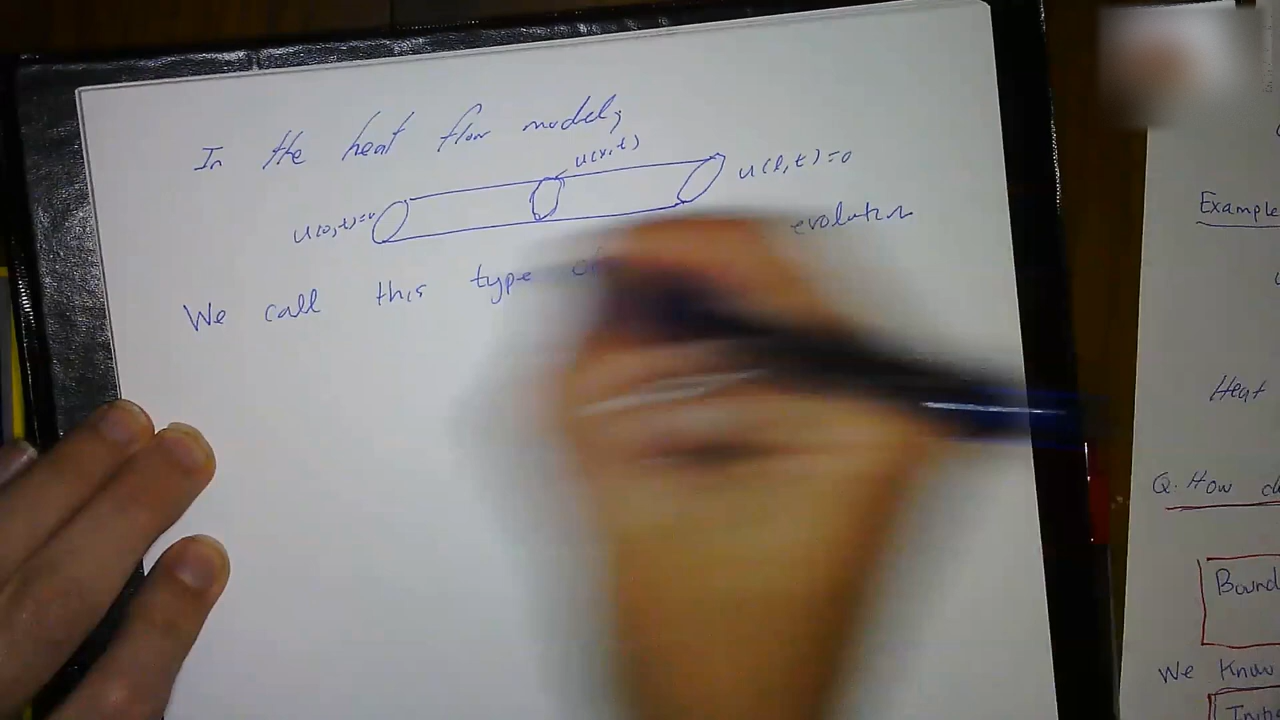 In the heat flow model,
u(x,t)
u(0,t)=0
u(l,t)=0
We call this type of
evolution
Example
Heat
Q. How
Bound
We Know